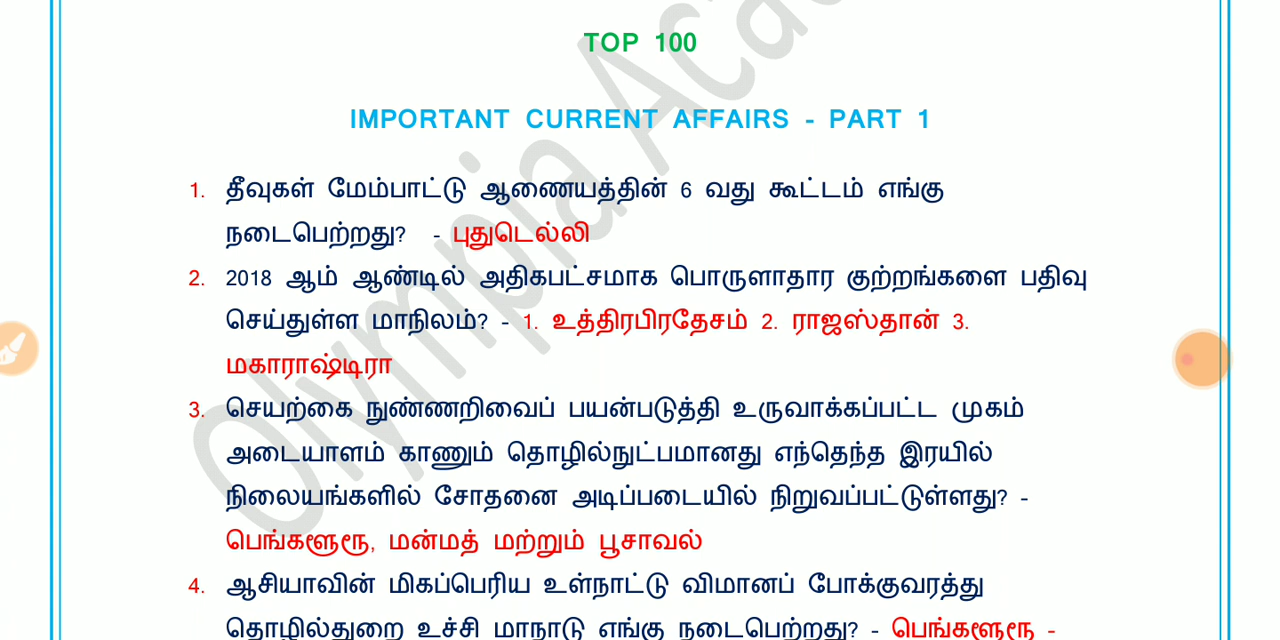 TOP 100
IMPORTANT CURRENT AFFAIRS - PART 1
1. தீவுகள் மேம்பாட்டு ஆணையத்தின் 6 வது கூட்டம் எங்கு
நடைபெற்றது? - புதுடெல்லி
2. 2018 ஆம் ஆண்டில் அதிகபட்சமாக பொருளாதார குற்றங்களை பதிவு
செய்துள்ள மாநிலம்? - 1. உத்திரபிரதேசம் 2. ராஜஸ்தான் 3.
மகாராஷ்டிரா
3. செயற்கை நுண்ணறிவைப் பயன்படுத்தி உருவாக்கப்பட்ட முகம்
அடையாளம் காணும் தொழில்நுட்பமானது எந்தெந்த இரயில்
நிலையங்களில் சோதனை அடிப்படையில் நிறுவப்பட்டுள்ளது? -
பெங்களூரூ, மன்மத் மற்றும் பூசாவல்
4. ஆசியாவின் மிகப்பெரிய உள்நாட்டு விமானப் போக்குவரத்து
தொழில்துறை உச்சி மாநாடு எங்கு நடைபெற்றது? - பெங்களூரூ -
Olympia